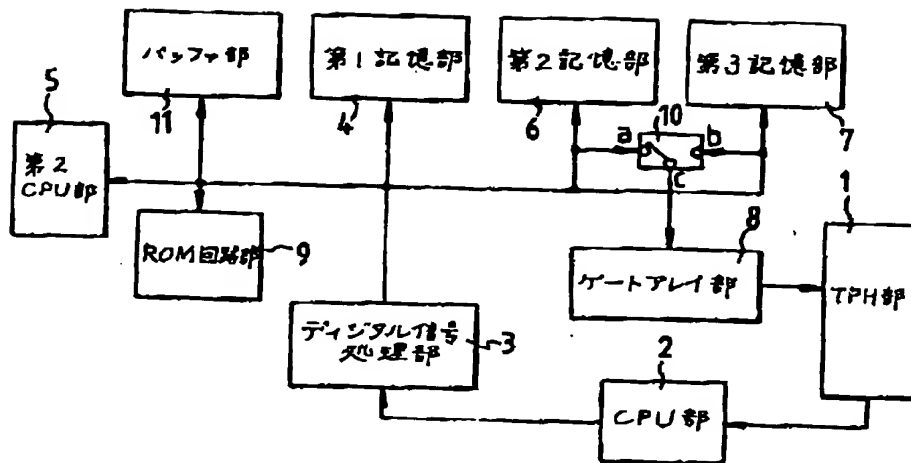 バッファ部
11
第1記憶部
4
第2記憶部
6
第3記憶部
7
5
第2
CPU部
10
a
b
c
1
ROM回路部
9
8
ゲートアレイ部
TPH部
ディジタル信号
処理部
3
2
CPU部